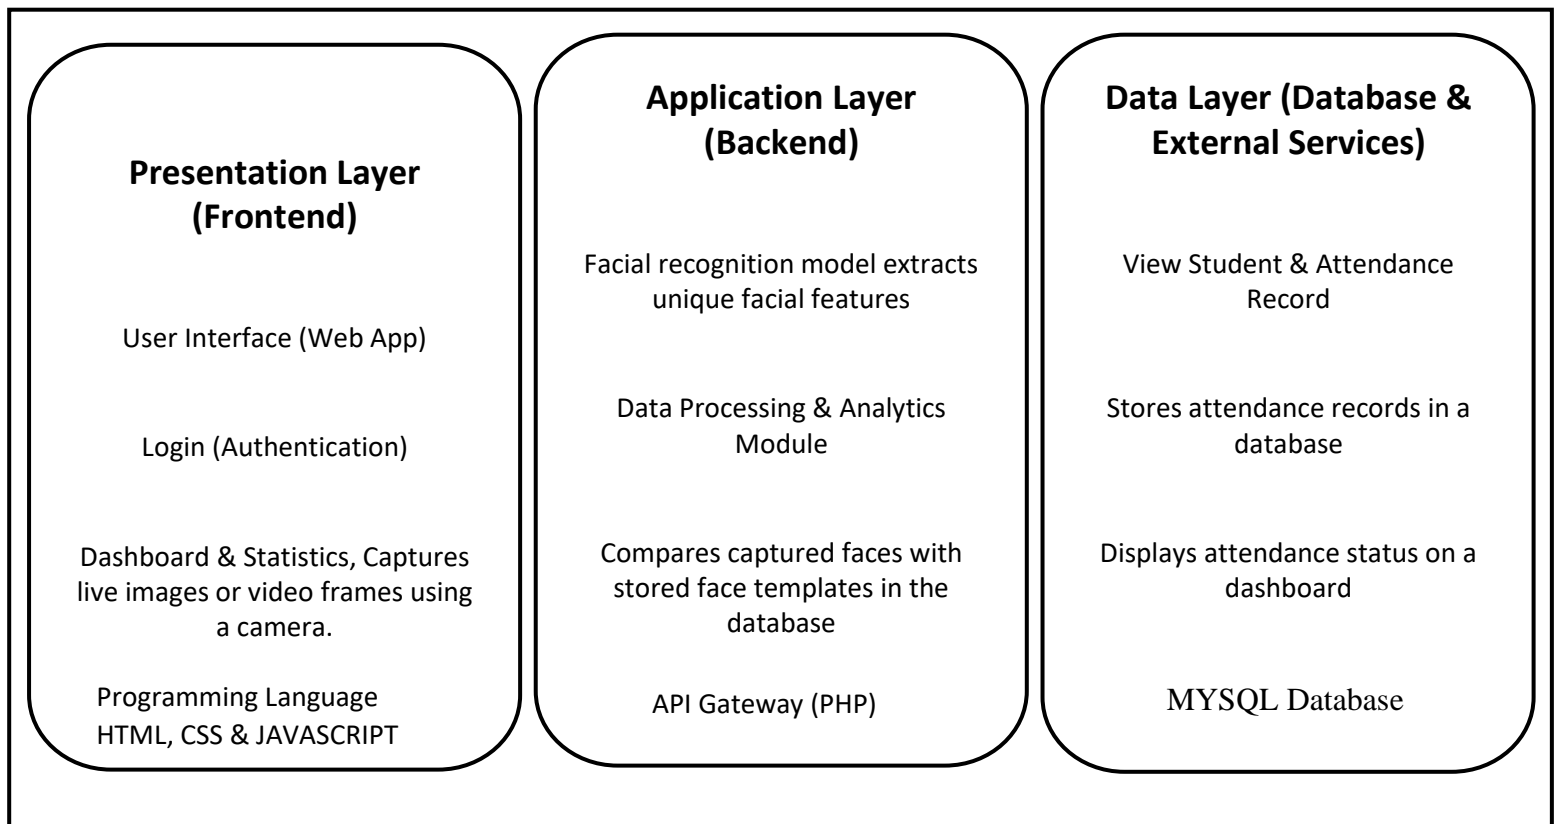 Presentation Layer
(Frontend)
User Interface (Web App)
Login (Authentication)
Dashboard & Statistics, Captures
live images or video frames using
a camera.
Programming Language
HTML, CSS & JAVASCRIPT
Application Layer
(Backend)
Facial recognition model extracts
unique facial features
Data Processing & Analytics
Module
Compares captured faces with
stored face templates in the
database
API Gateway (PHP)
Data Layer (Database &
External Services)
View Student & Attendance
Record
Stores attendance records in a
database
Displays attendance status on a
dashboard
MYSQL Database